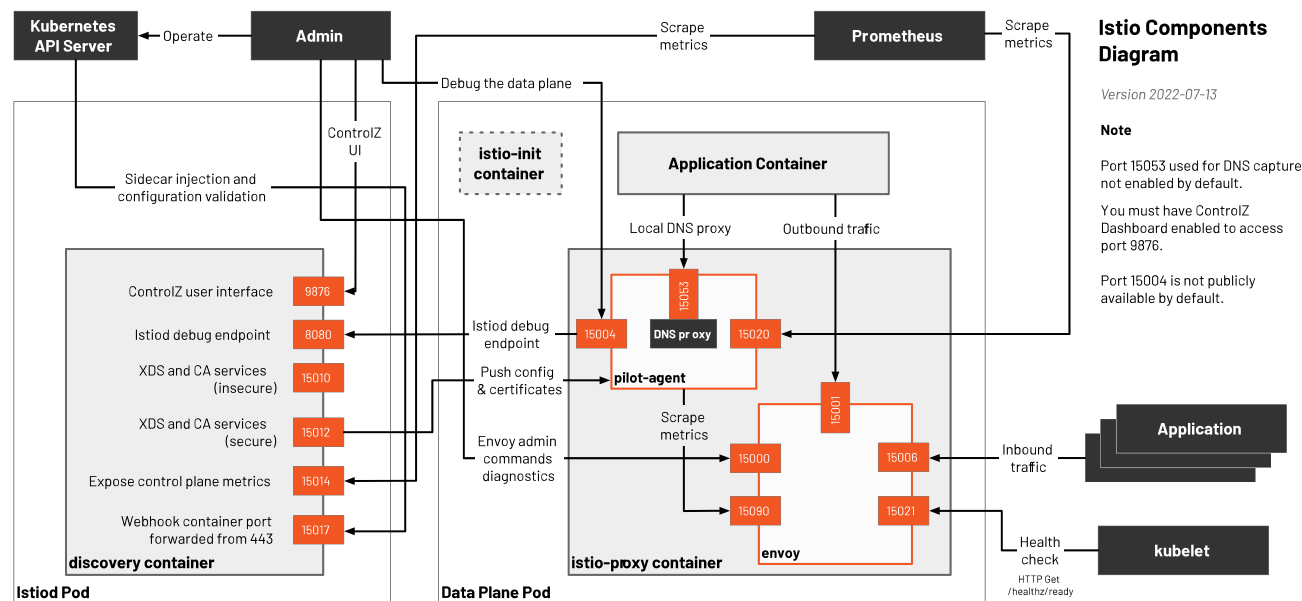 Kubernetes
API Server
Operate
Admin
Scrape
metrics
Prometheus
Scrape
metrics
Istio Components
Diagram
Version 2022-07-13
Note
Port 15053 used for DNS capture
not enabled by default.
You must have ControlZ
Dashboard enabled to access
port 9876.
Port 15004 is not publicly
available by default.
Debug the data plane
ControlZ
UI
istio-init
container
Application Container
Sidecar injection and
configuration validation
Local DNS proxy
Outbound traffic
ControlZ user interface
9876
Istiod debug endpoint
8080
XDS and CA services
(insecure)
15010
XDS and CA services
(secure)
15012
Expose control plane metrics
15014
Webhook container port
forwarded from 443
15017
discovery container
Istiod Pod
Istiod debug
endpoint
Push config
& certificates
Envoy admin
commands
diagnostics
15053
15004
DNS pr oxy
15020
pilot-agent
Scrape
metrics
15001
15000
15006
15090
15021
envoy
istio-proxy container
Data Plane Pod
Inbound
traffic
Application
Health
check
HTTP Get
/healthz/ready
kubelet